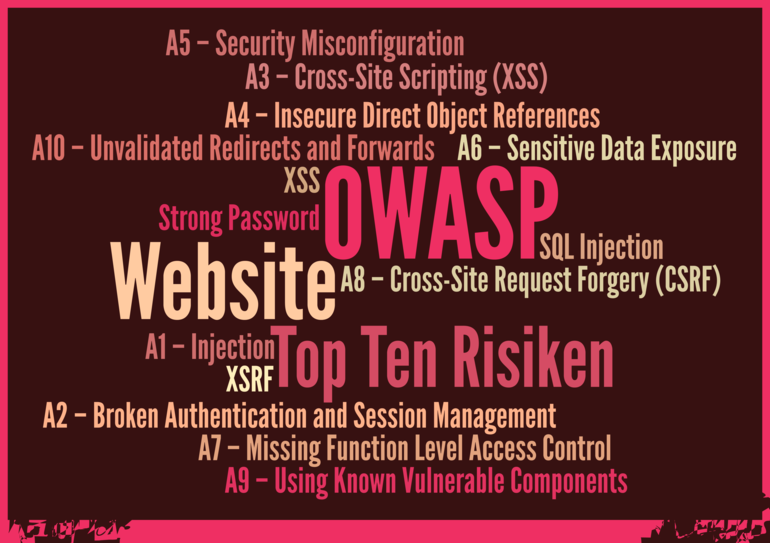 A5 – Security Misconfiguration
A3 – Cross-Site Scripting (XSS)
A4 – Insecure Direct Object References
A10 – Unvalidated Redirects and Forwards
A6 – Sensitive Data Exposure
XSS
OWASP
Strong Password
SQL Injection
Website
A8 – Cross-Site Request Forgery (CSRF)
A1 – Injection
Top Ten Risiken
XSRF
A2 – Broken Authentication and Session Management
A7 – Missing Function Level Access Control
A9 – Using Known Vulnerable Components